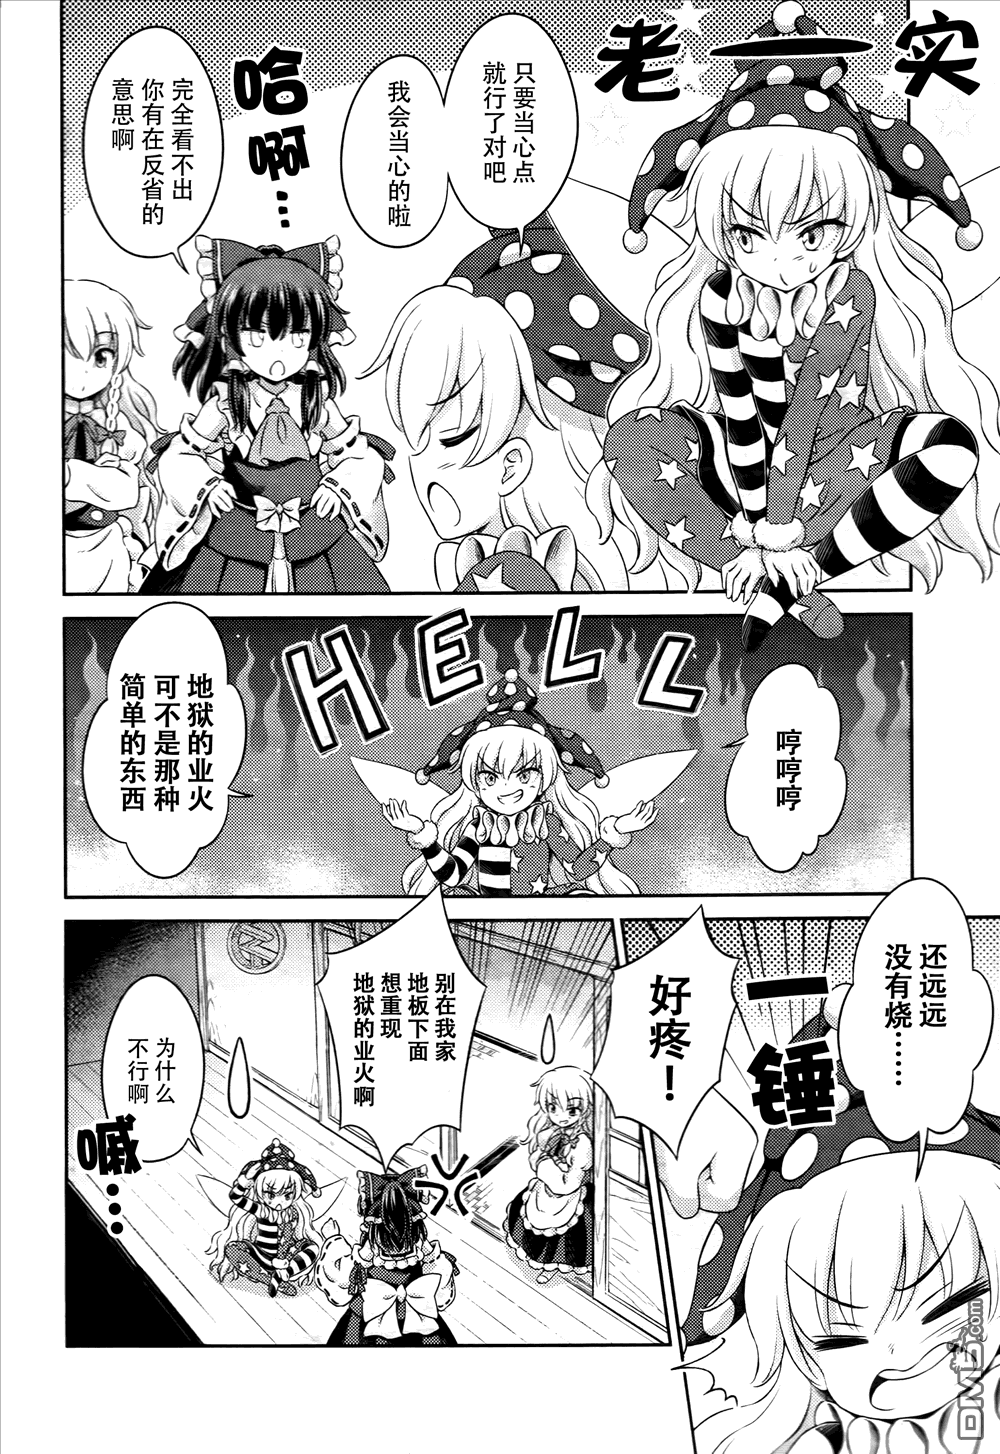 老实
只要当心点
就行了对吧
我会当心的啦
哈啊…
完全看不出
你有在反省的
意思啊
哼哼哼
HELL
地狱的业火
可不是那种
简单的东西
还远远
没有烧……
锤
好疼！
别在我家
地板下面
想重现
地狱的业火啊
为什么
不行啊
嘁……
DM5.com